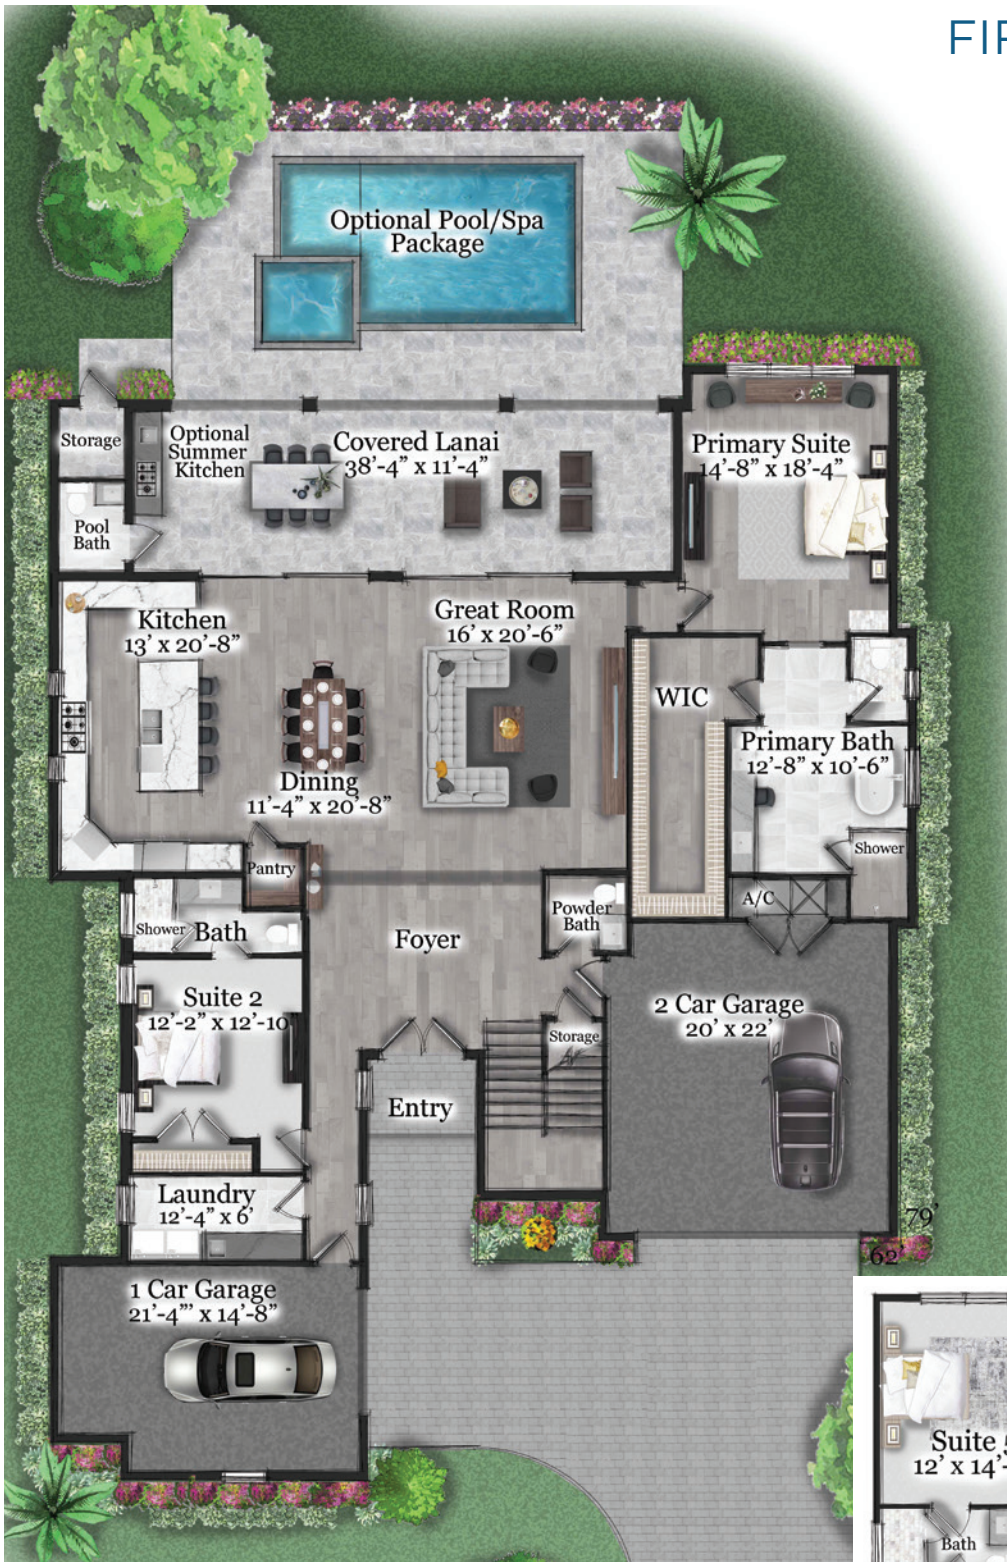 FIR
Optional Pool/Spa
Package
Storage
Optional
Summer
Kitchen
Covered Lanai
38'-4" x 11'-4"
Primary Suite
14'-8" x 18'-4"
Pool
Bath
Kitchen
13' x 20'-8"
Great Room
16' x 20'-6"
WIC
Primary Bath
12'-8" x 10'-6"
Dining
11'-4" x 20'-8"
Pantry
Shower
A/C
Powder
Bath
Shower
Bath
Foyer
Suite 2
12'-2" x 12'-10
2 Car Garage
20' x 22'
Storage
Entry
Laundry
12'-4" x 6'
79'
62'
1 Car Garage
21'-4"' x 14'-8"
Suite 5
12' x 14'-
Bath